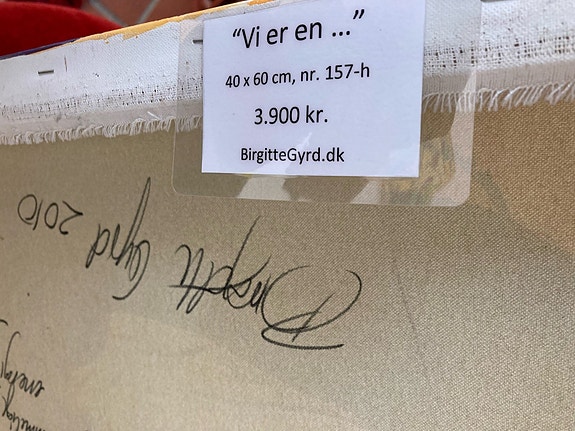 “Vi er en ...”
40 x 60 cm, nr. 157-h
3.900 kr.
BirgitteGyrd.dk
Birgitte Gyrd 2010